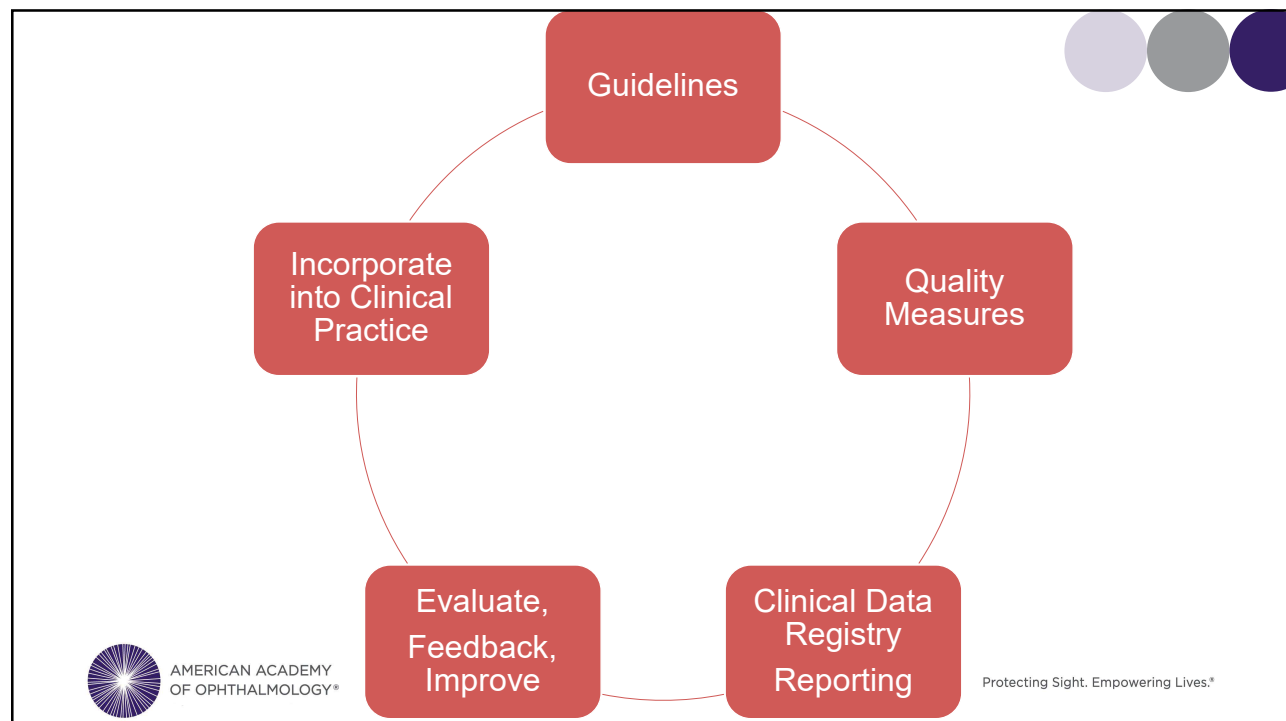 Guidelines
Quality
Measures
Clinical Data
Registry
Reporting
Evaluate,
Feedback,
Improve
Incorporate
into Clinical
Practice
AMERICAN ACADEMY
OF OPHTHALMOLOGY®
Protecting Sight. Empowering Lives.®